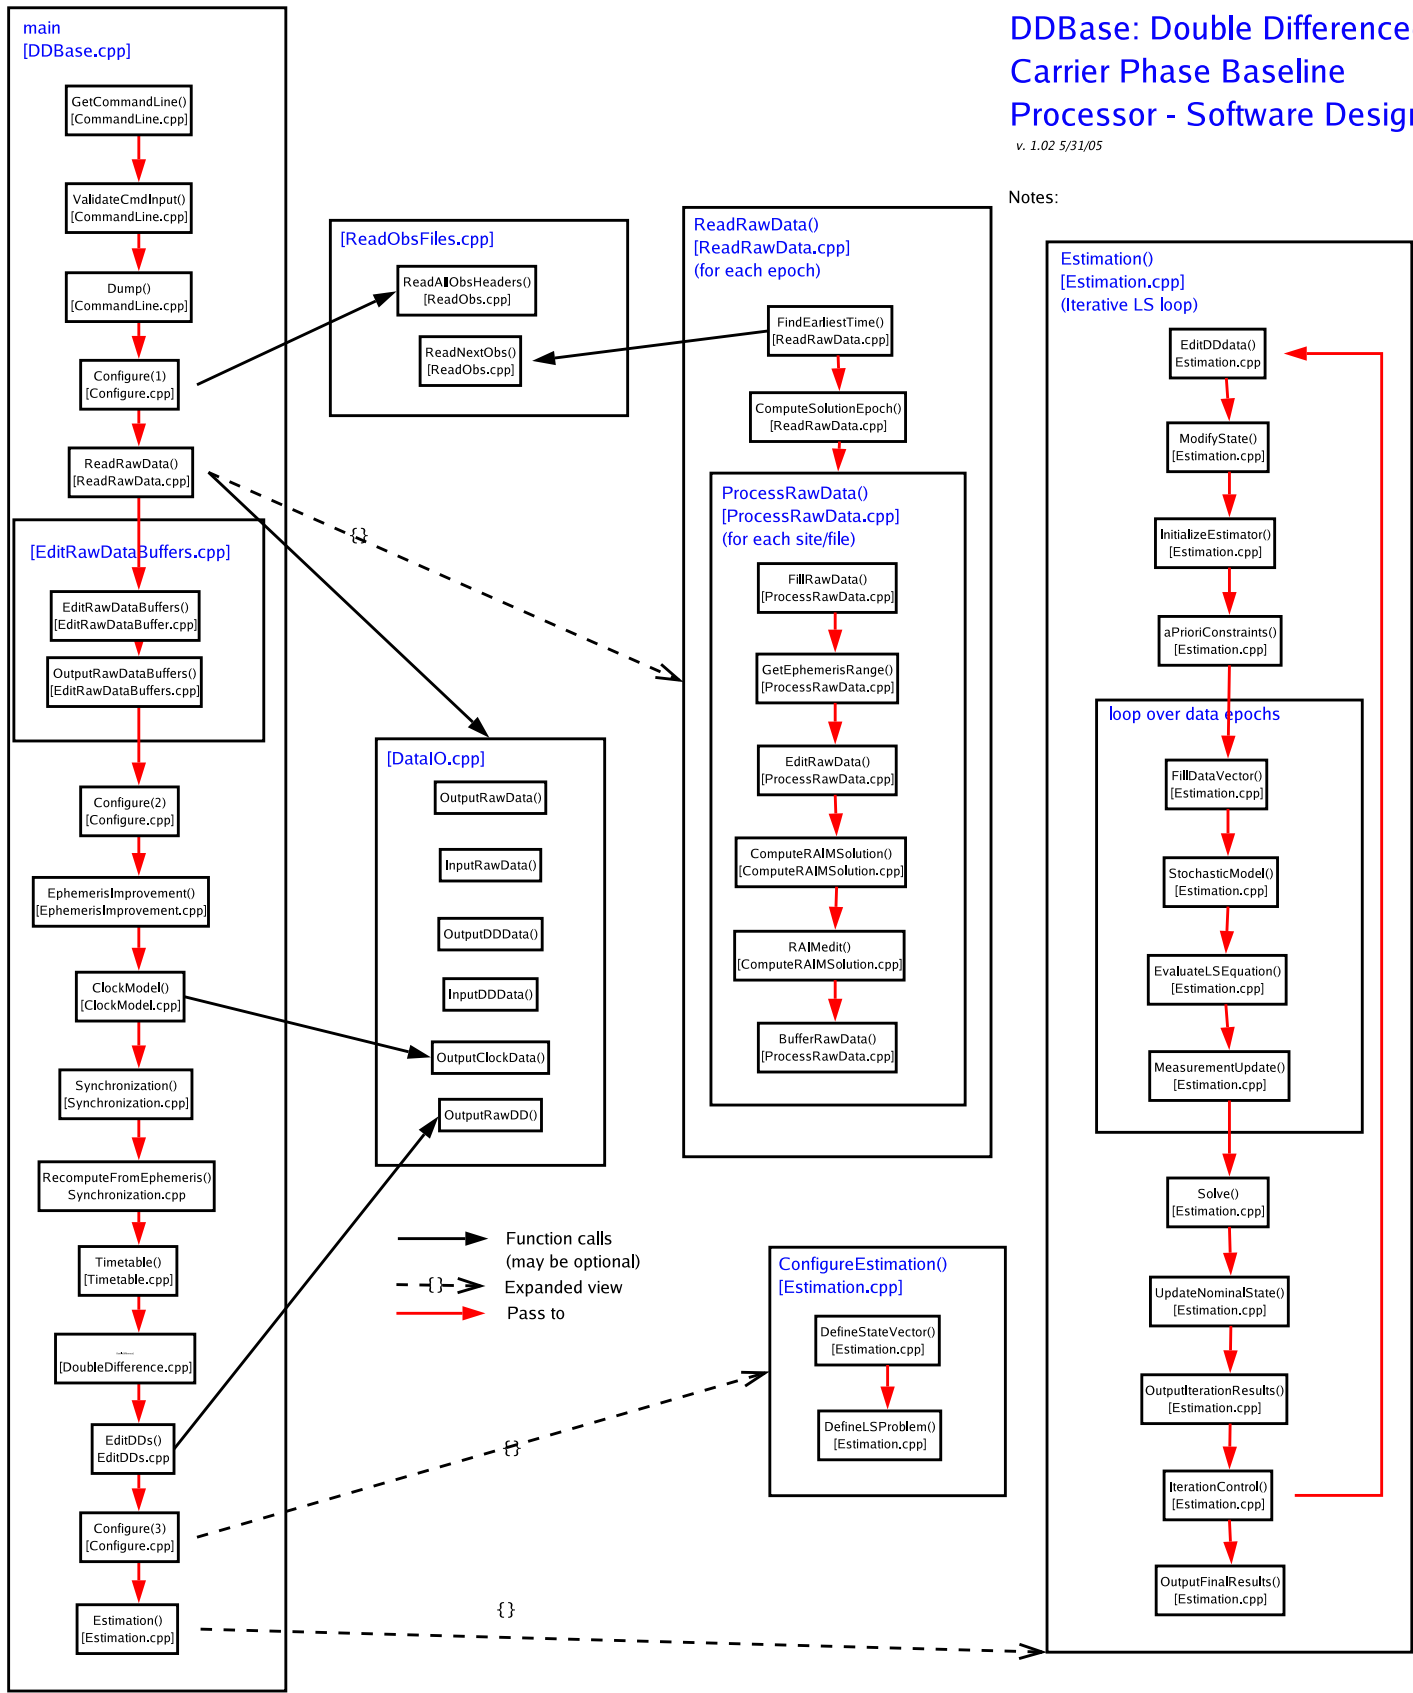 main
[DDBase.cpp]
GetCommandLine()
[CommandLine.cpp]
ValidateCmdInput()
[CommandLine.cpp]
Dump()
[CommandLine.cpp]
Configure(1)
[Configure.cpp]
ReadRawData()
[ReadRawData.cpp]
[EditRawDataBuffers.cpp]
EditRawDataBuffers()
[EditRawDataBuffer.cpp]
OutputRawDataBuffers()
[EditRawDataBuffers.cpp]
Configure(2)
[Configure.cpp]
EphemerisImprovement()
[EphemerisImprovement.cpp]
ClockModel()
[ClockModel.cpp]
Synchronization()
[Synchronization.cpp]
RecomputeFromEphemeris()
Synchronization.cpp
Timetable()
[Timetable.cpp]
[DoubleDifference.cpp]
EditDDs()
EditDDs.cpp
Configure(3)
[Configure.cpp]
Estimation()
[Estimation.cpp]
[ReadObsFiles.cpp]
ReadAllObsHeaders()
[ReadObs.cpp]
ReadNextObs()
[ReadObs.cpp]
{}
[DataIO.cpp]
OutputRawData()
InputRawData()
OutputDDData()
InputDDData()
OutputClockData()
OutputRawDD()
Function calls
(may be optional)
{}
Expanded view
Pass to
{}
{}
ReadRawData()
[ReadRawData.cpp]
(for each epoch)
FindEarliestTime()
[ReadRawData.cpp]
ComputeSolutionEpoch()
[ReadRawData.cpp]
ProcessRawData()
[ProcessRawData.cpp]
(for each site/file)
FillRawData()
[ProcessRawData.cpp]
GetEphemerisRange()
[ProcessRawData.cpp]
EditRawData()
[ProcessRawData.cpp]
ComputeRAIMSolution()
[ComputeRAIMSolution.cpp]
RAIMedit()
[ComputeRAIMSolution.cpp]
BufferRawData()
[ProcessRawData.cpp]
ConfigureEstimation()
[Estimation.cpp]
DefineStateVector()
[Estimation.cpp]
DefineLSProblem()
[Estimation.cpp]
DDBase: Double Difference
Carrier Phase Baseline
Processor - Software Desig
v. 1.02 5/31/05
Notes:
Estimation()
[Estimation.cpp]
(Iterative LS loop)
EditDDdata()
Estimation.cpp
ModifyState()
[Estimation.cpp]
InitializeEstimator()
[Estimation.cpp]
aPrioriConstraints()
[Estimation.cpp]
loop over data epochs
FillDataVector()
[Estimation.cpp]
StochasticModel()
[Estimation.cpp]
EvaluateLSEquation()
[Estimation.cpp]
MeasurementUpdate()
[Estimation.cpp]
Solve()
[Estimation.cpp]
UpdateNominalState()
[Estimation.cpp]
OutputIterationResults()
[Estimation.cpp]
IterationControl()
[Estimation.cpp]
OutputFinalResults()
[Estimation.cpp]